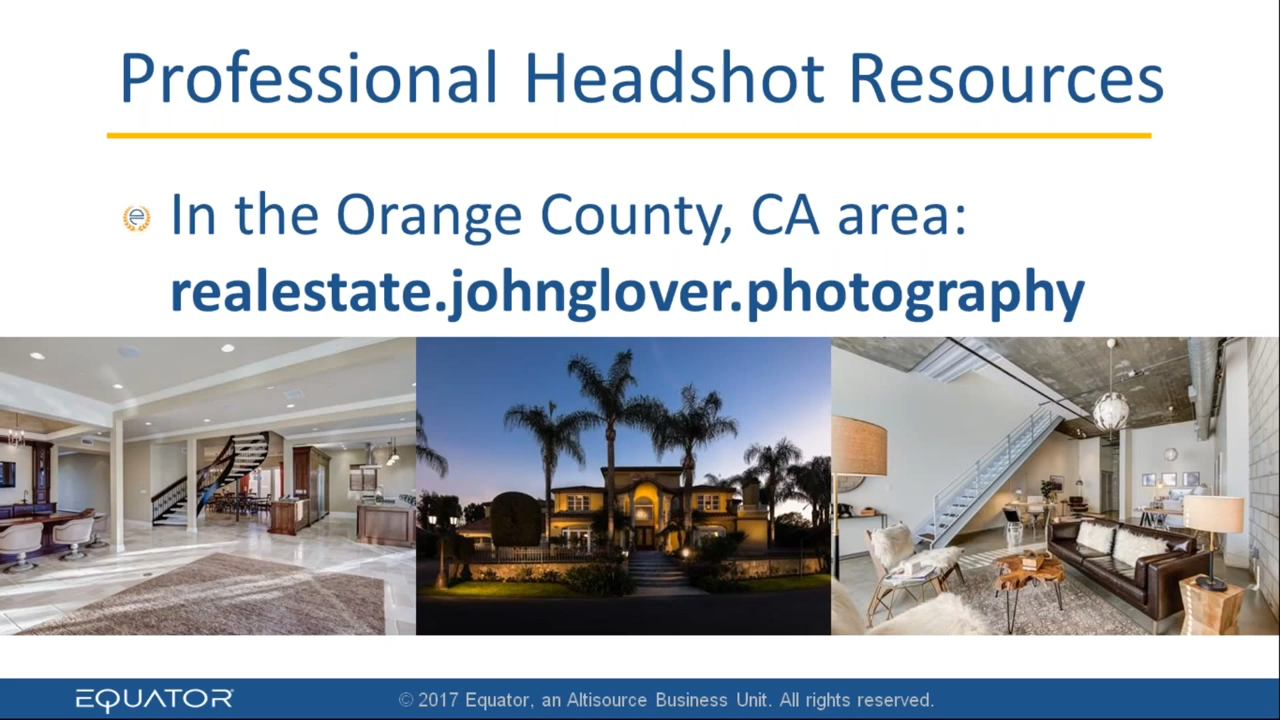 Professional Headshot Resources
In the Orange County, CA area:
realestate.johnglover.photography
EQUATOR
© 2017 Equator, an Altisource Business Unit. All rights reserved.